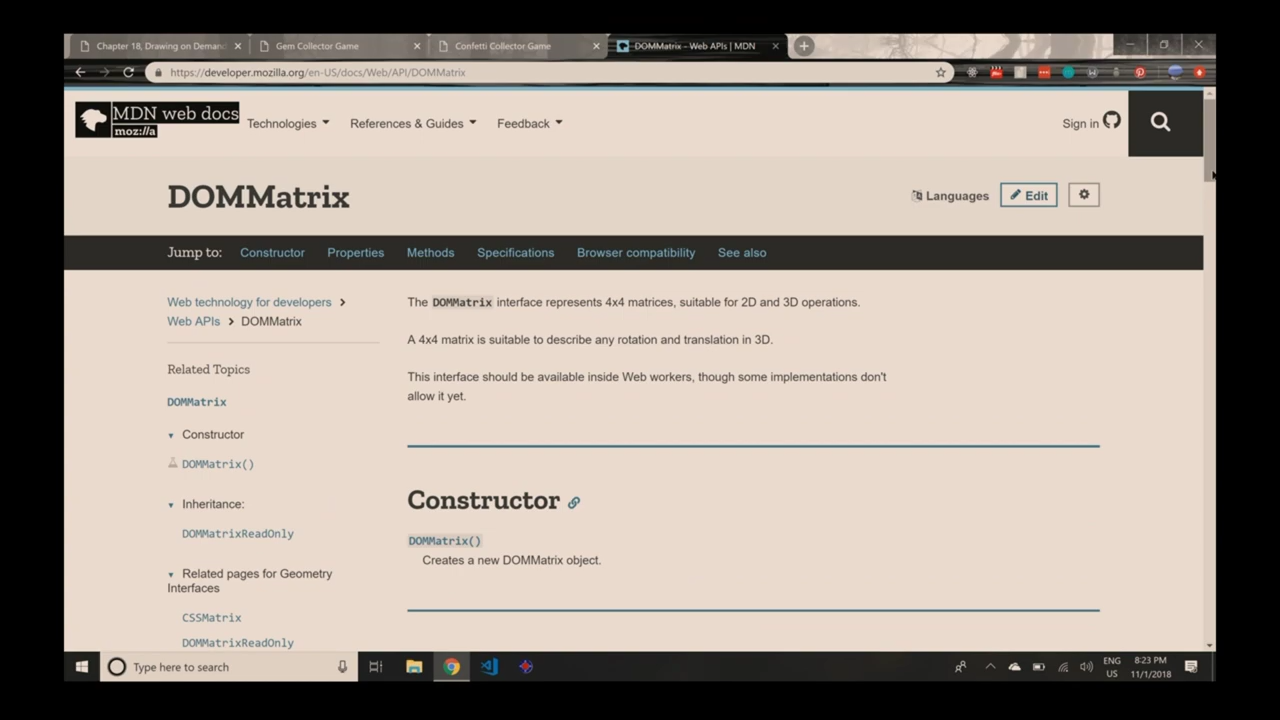 Chapter 18, Drawing on Deman
Gem Collector Game
Confetti Collector Game
DOMMatrix - Web APIs | MDN
https://developer.mozilla.org/en-US/docs/Web/API/DOMMatrix
MDN web docs
moz://a
Technologies
References & Guides
Feedback
Sign in
DOMMatrix
Languages
Edit
Jump to:
Constructor
Properties
Methods
Specifications
Browser compatibility
See also
Web technology for developers
Web APIs
DOMMatrix
Related Topics
DOMMatrix
Constructor
DOMMatrix()
Inheritance:
DOMMatrixReadOnly
Related pages for Geometry
Interfaces
CSSMatrix
DOMMatrixReadOnly
The DOMMatrix interface represents 4x4 matrices, suitable for 2D and 3D operations.
A 4x4 matrix is suitable to describe any rotation and translation in 3D.
This interface should be available inside Web workers, though some implementations don't
allow it yet.
Constructor
DOMMatrix()
Creates a new DOMMatrix object.
Type here to search
ENG
US
8:23 PM
11/1/2018